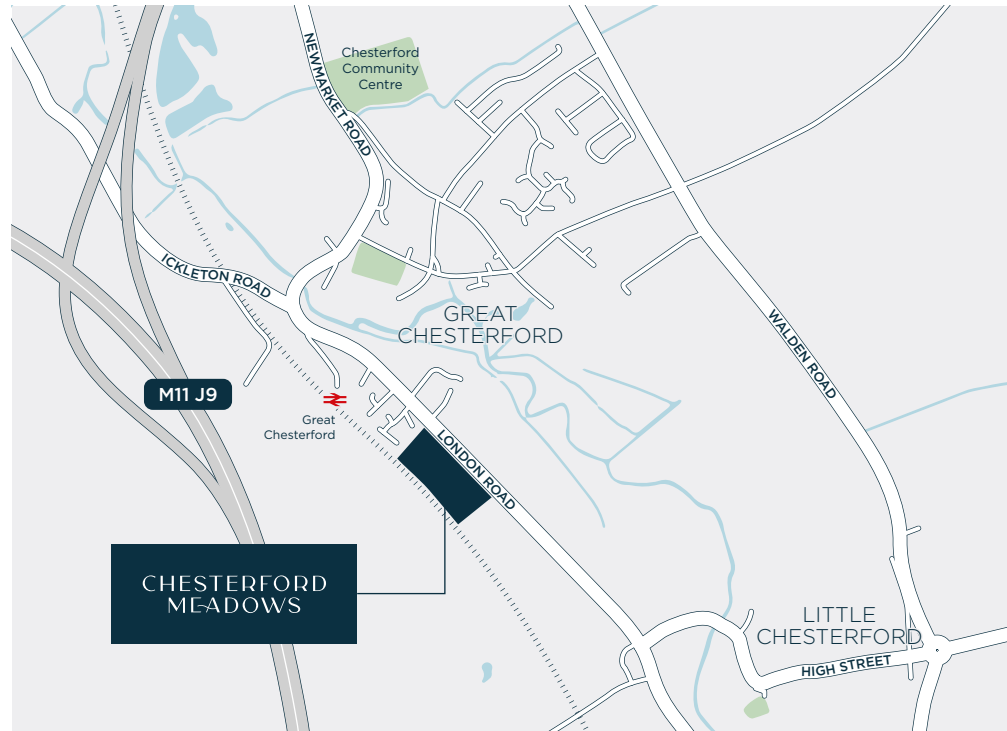 NEWMARKET ROAD
Chesterford
Community
Centre
ICKLETON ROAD
GREAT
CHESTERFORD
WALDEN ROAD
M11 J9
Great
Chesterford
LONDON ROAD
CHESTERFORD
MEADOWS
LITTLE
CHESTERFORD
HIGH STREET